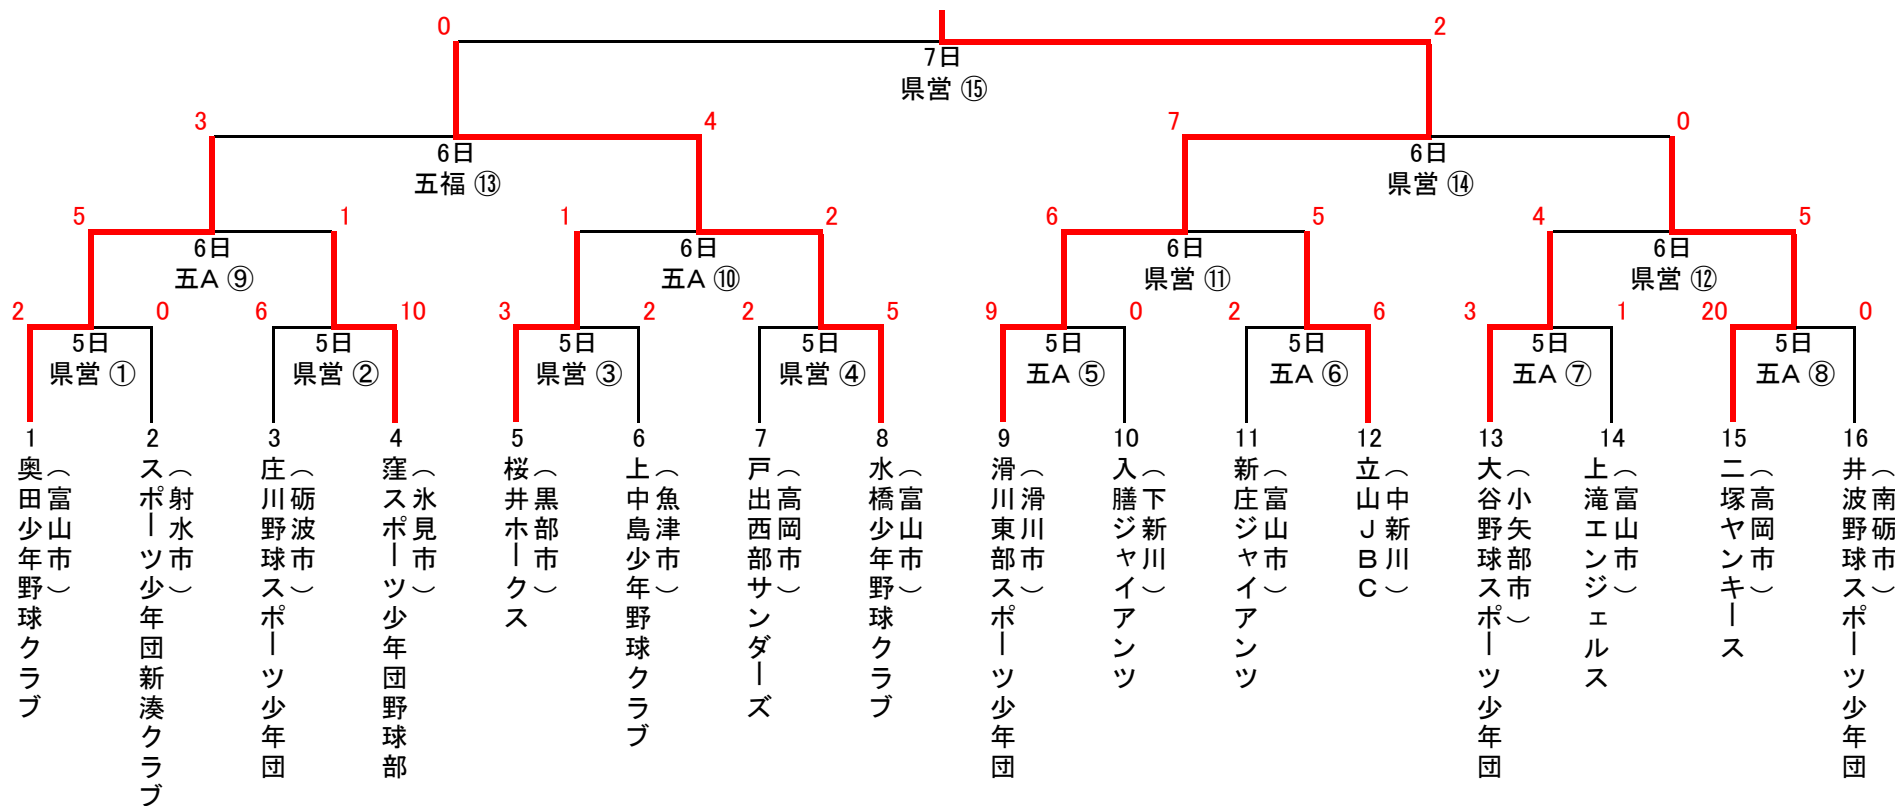 0 2
7日
県営 ⑮
3 4 7 0
6日 6日
五福 ⑬ 県営 ⑭
5 1 1 2 6 5 4 5
6日 6日 6日 6日
五A ⑨ 五A ⑩ 県営 ⑪ 県営 ⑫
2 0 6 10 3 2 2 5 9 0 2 6 3 1 20 0
5日 5日 5日 5日 5日 5日 5日 5日
県営 ① 県営 ② 県営 ③ 県営 ④ 五A ⑤ 五A ⑥ 五A ⑦ 五A ⑧
1 2 3 4 5 6 7 8 9 10 11 12 13 14 15 16
奥田少年野球クラブ
（富山市）
スポーツ少年団新湊クラブ
（射水市）
庄川野球スポーツ少年団
（砺波市）
窪スポーツ少年団野球部
（氷見市）
桜井ホークス
（黒部市）
上中島少年野球クラブ
（魚津市）
戸出西部サンダーズ
（高岡市）
水橋少年野球クラブ
（富山市）
滑川東部スポーツ少年団
（滑川市）
入膳ジャイアンツ
（下新川）
新庄ジャイアンツ
（富山市）
立山JBC
（中新川）
大谷野球スポーツ少年団
（小矢部市）
上滝エンジェルス
（富山市）
二塚ヤンキース
（高岡市）
井波野球スポーツ少年団
（南砺市）